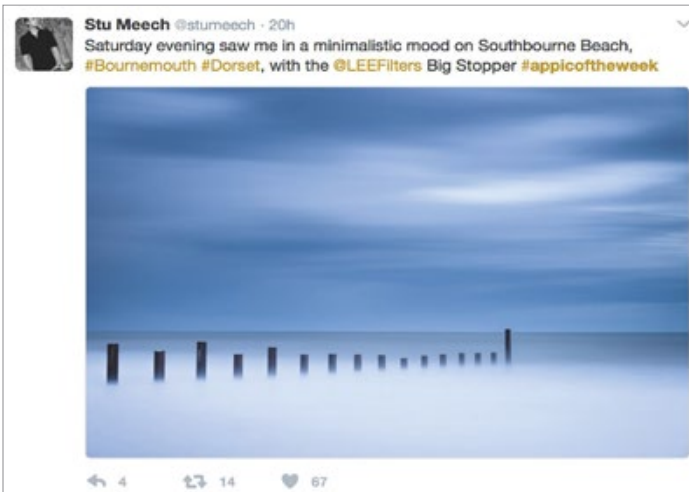 Stu Meech @stumeech · 20h
Saturday evening saw me in a minimalistic mood on Southbourne Beach,
#Bournemouth #Dorset, with the @LEEFilters Big Stopper #appicoftheweek
4 14 67